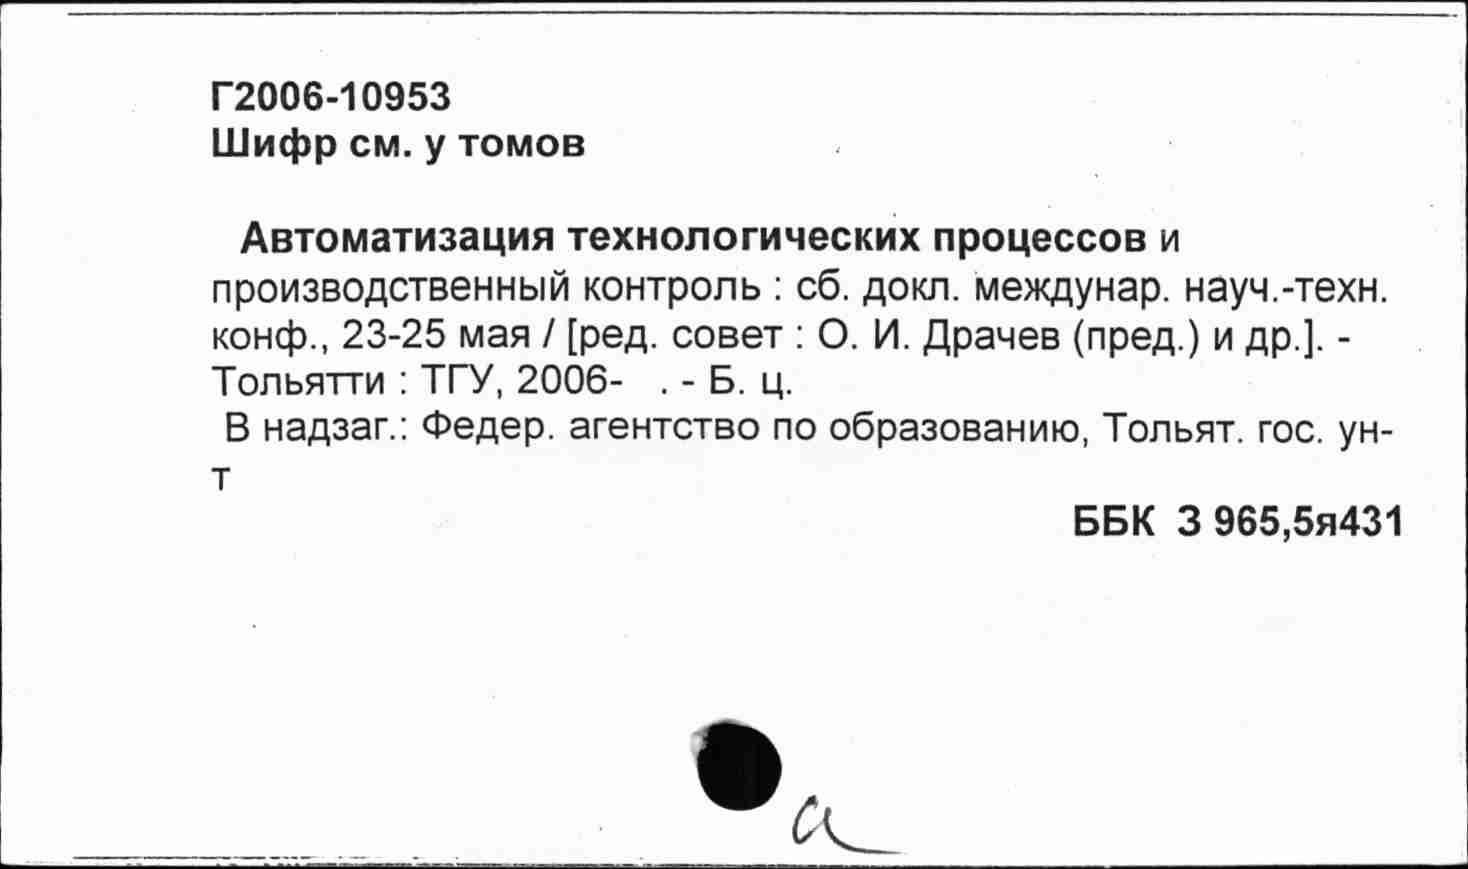 Г2006-10953
Шифр см. у томов
Автоматизация технологических процессов и
производственный контроль : сб. докл. междунар. науч.-техн.
конф., 23-25 мая / [ред. совет : О. И. Драчев (пред.) и др.]. -
Тольятти : ТГУ, 2006-   . - Б. ц.
В надзаг.: Федер. агентство по образованию, Тольят. гос. ун-
т
ББК  З 965,5я431
а